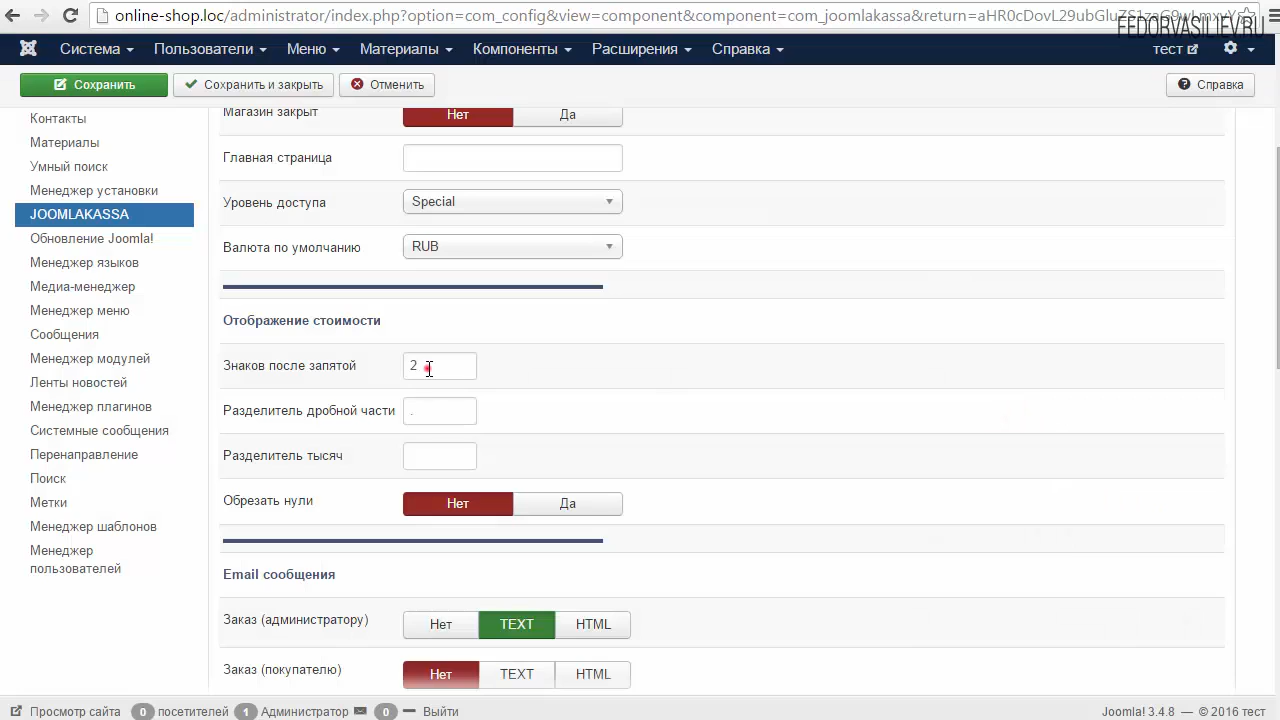 online-shop.loc/administrator/index.php?option=com_config&view=component&component=com_joomlakassa&return=
FEDORVASILIEV.RU
Система Пользователи Меню Материалы Компоненты Расширения Справка тест
Сохранить Сохранить и закрыть Отменить Справка
Контакты
Материалы
Умный поиск
Менеджер установки
JOOMLAKASSA
Обновление Joomla!
Менеджер языков
Медиа-менеджер
Менеджер меню
Сообщения
Менеджер модулей
Ленты новостей
Менеджер плагинов
Системные сообщения
Перенаправление
Поиск
Метки
Менеджер шаблонов
Менеджер
пользователей
Магазин закрыт Нет Да
Главная страница
Уровень доступа Special
Валюта по умолчанию RUB
Отображение стоимости
Знаков после запятой 2
Разделитель дробной части .
Разделитель тысяч
Обрезать нули Нет Да
Email сообщения
Заказ (администратору) Нет TEXT HTML
Заказ (покупателю) Нет TEXT HTML
Просмотр сайта 0 посетителей 1 Администратор 0 Выйти
Joomla! 3.4.8 — © 2016 тест